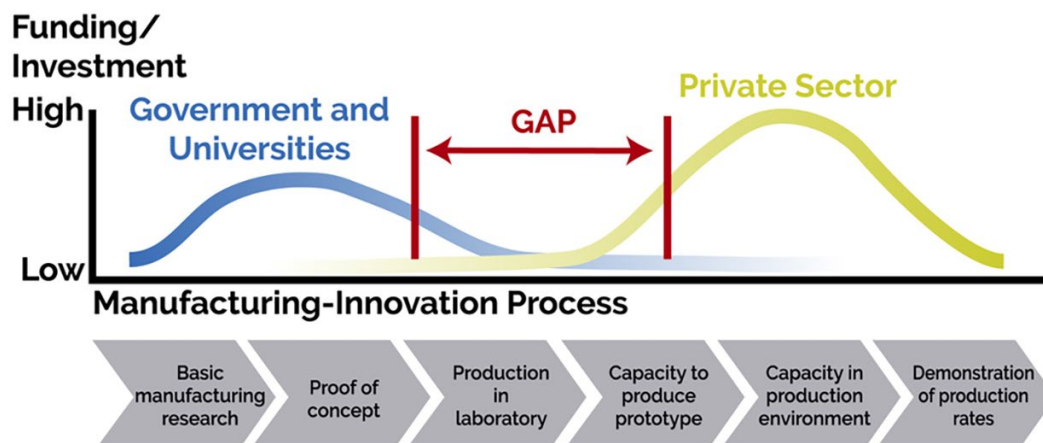 Funding/
Investment
High
Government and
Universities
GAP
Private Sector
Low
Manufacturing-Innovation Process
Basic
manufacturing
research
Proof of
concept
Production
in
laboratory
Capacity to
produce
prototype
Capacity in
production
environment
Demonstration
of production
rates